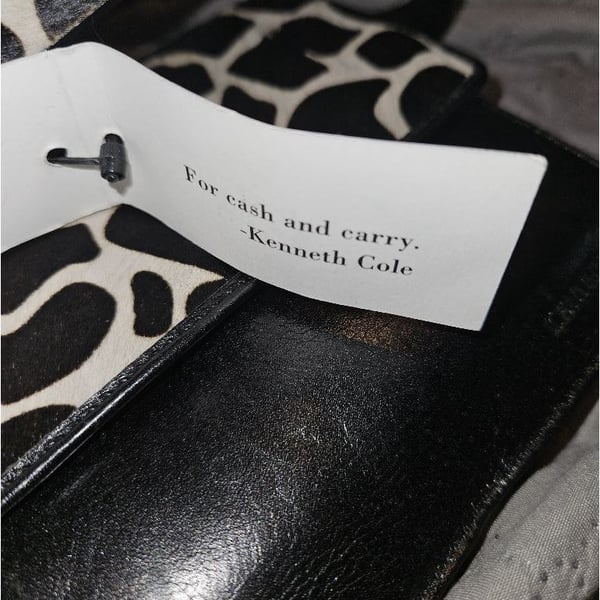 For cash and carry.
-Kenneth Cole